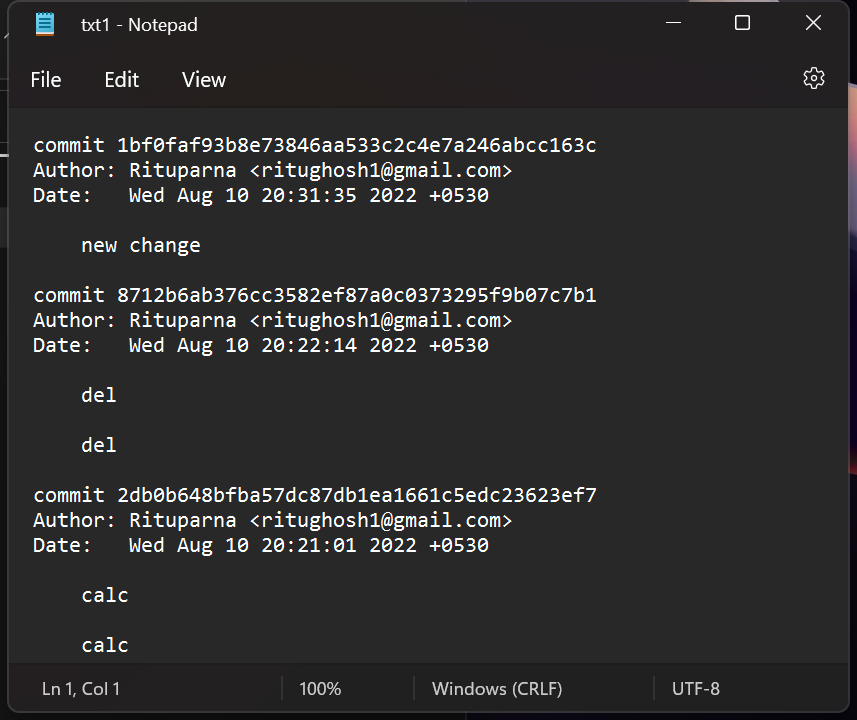 txt1 - Notepad
File Edit View
commit 1bf0faf93b8e73846aa533c2c4e7a246abcc163c
Author: Rituparna <ritughosh1@gmail.com>
Date:   Wed Aug 10 20:31:35 2022 +0530
new change
commit 8712b6ab376cc3582ef87a0c0373295f9b07c7b1
Author: Rituparna <ritughosh1@gmail.com>
Date:   Wed Aug 10 20:22:14 2022 +0530
del
del
commit 2db0b648bfba57dc87db1ea1661c5edc23623ef7
Author: Rituparna <ritughosh1@gmail.com>
Date:   Wed Aug 10 20:21:01 2022 +0530
calc
calc
Ln 1, Col 1 100% Windows (CRLF) UTF-8